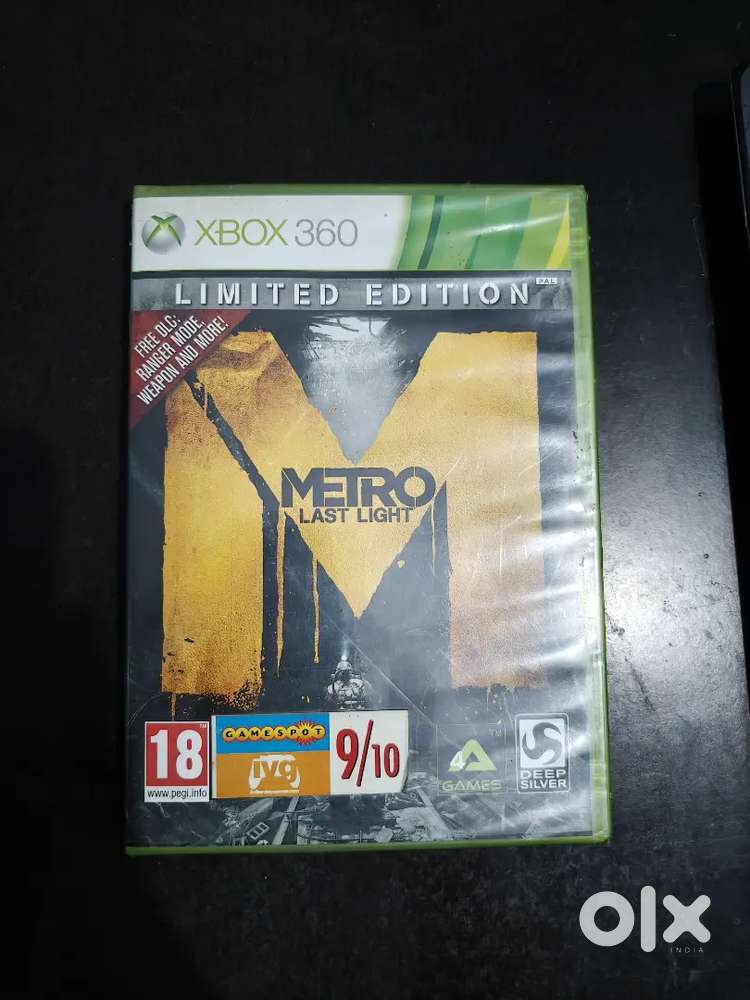 XBOX 360
PAL
LIMITED EDITION
FREE DLC:
RANGER MODE,
WEAPON AND MORE!
METRO
LAST LIGHT
18
www.pegi.info
GAMESPOT
ivg
9/10
4A
GAMES
TM
DEEP
SILVER
olx
INDIA